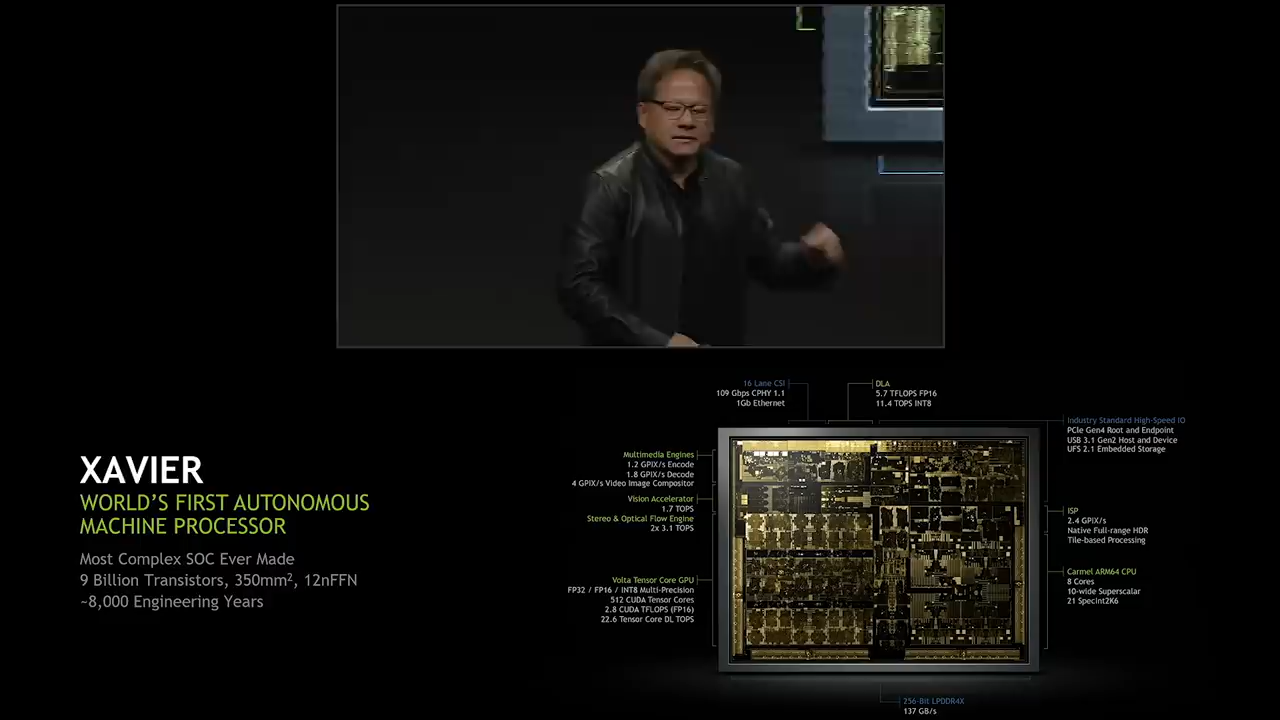 16 Lane CSI
109 Gbps CPHY 1.1
1Gb Ethernet
DLA
5.7 TFLOPS FP16
11.4 TOPS INT8
Industry Standard High-Speed IO
PCIe Gen4 Root and Endpoint
USB 3.1 Gen2 Host and Device
UFS 2.1 Embedded Storage
Multimedia Engines
1.2 GPIX/s Encode
1.8 GPIX/s Decode
4 GPIX/s Video Image Compositor
Vision Accelerator
1.7 TOPS
Stereo & Optical Flow Engine
2x 3.1 TOPS
XAVIER
WORLD'S FIRST AUTONOMOUS
MACHINE PROCESSOR
Most Complex SOC Ever Made
9 Billion Transistors, 350mm², 12nFFN
~8,000 Engineering Years
ISP
2.4 GPIX/s
Native Full-range HDR
Tile-based Processing
Volta Tensor Core GPU
FP32 / FP16 / INT8 Multi-Precision
512 CUDA Tensor Cores
2.8 CUDA TFLOPS (FP16)
22.6 Tensor Core DL TOPS
Carmel ARM64 CPU
8 Cores
10-wide Superscalar
21 SpecInt2K6
256-Bit LPDDR4X
137 GB/s